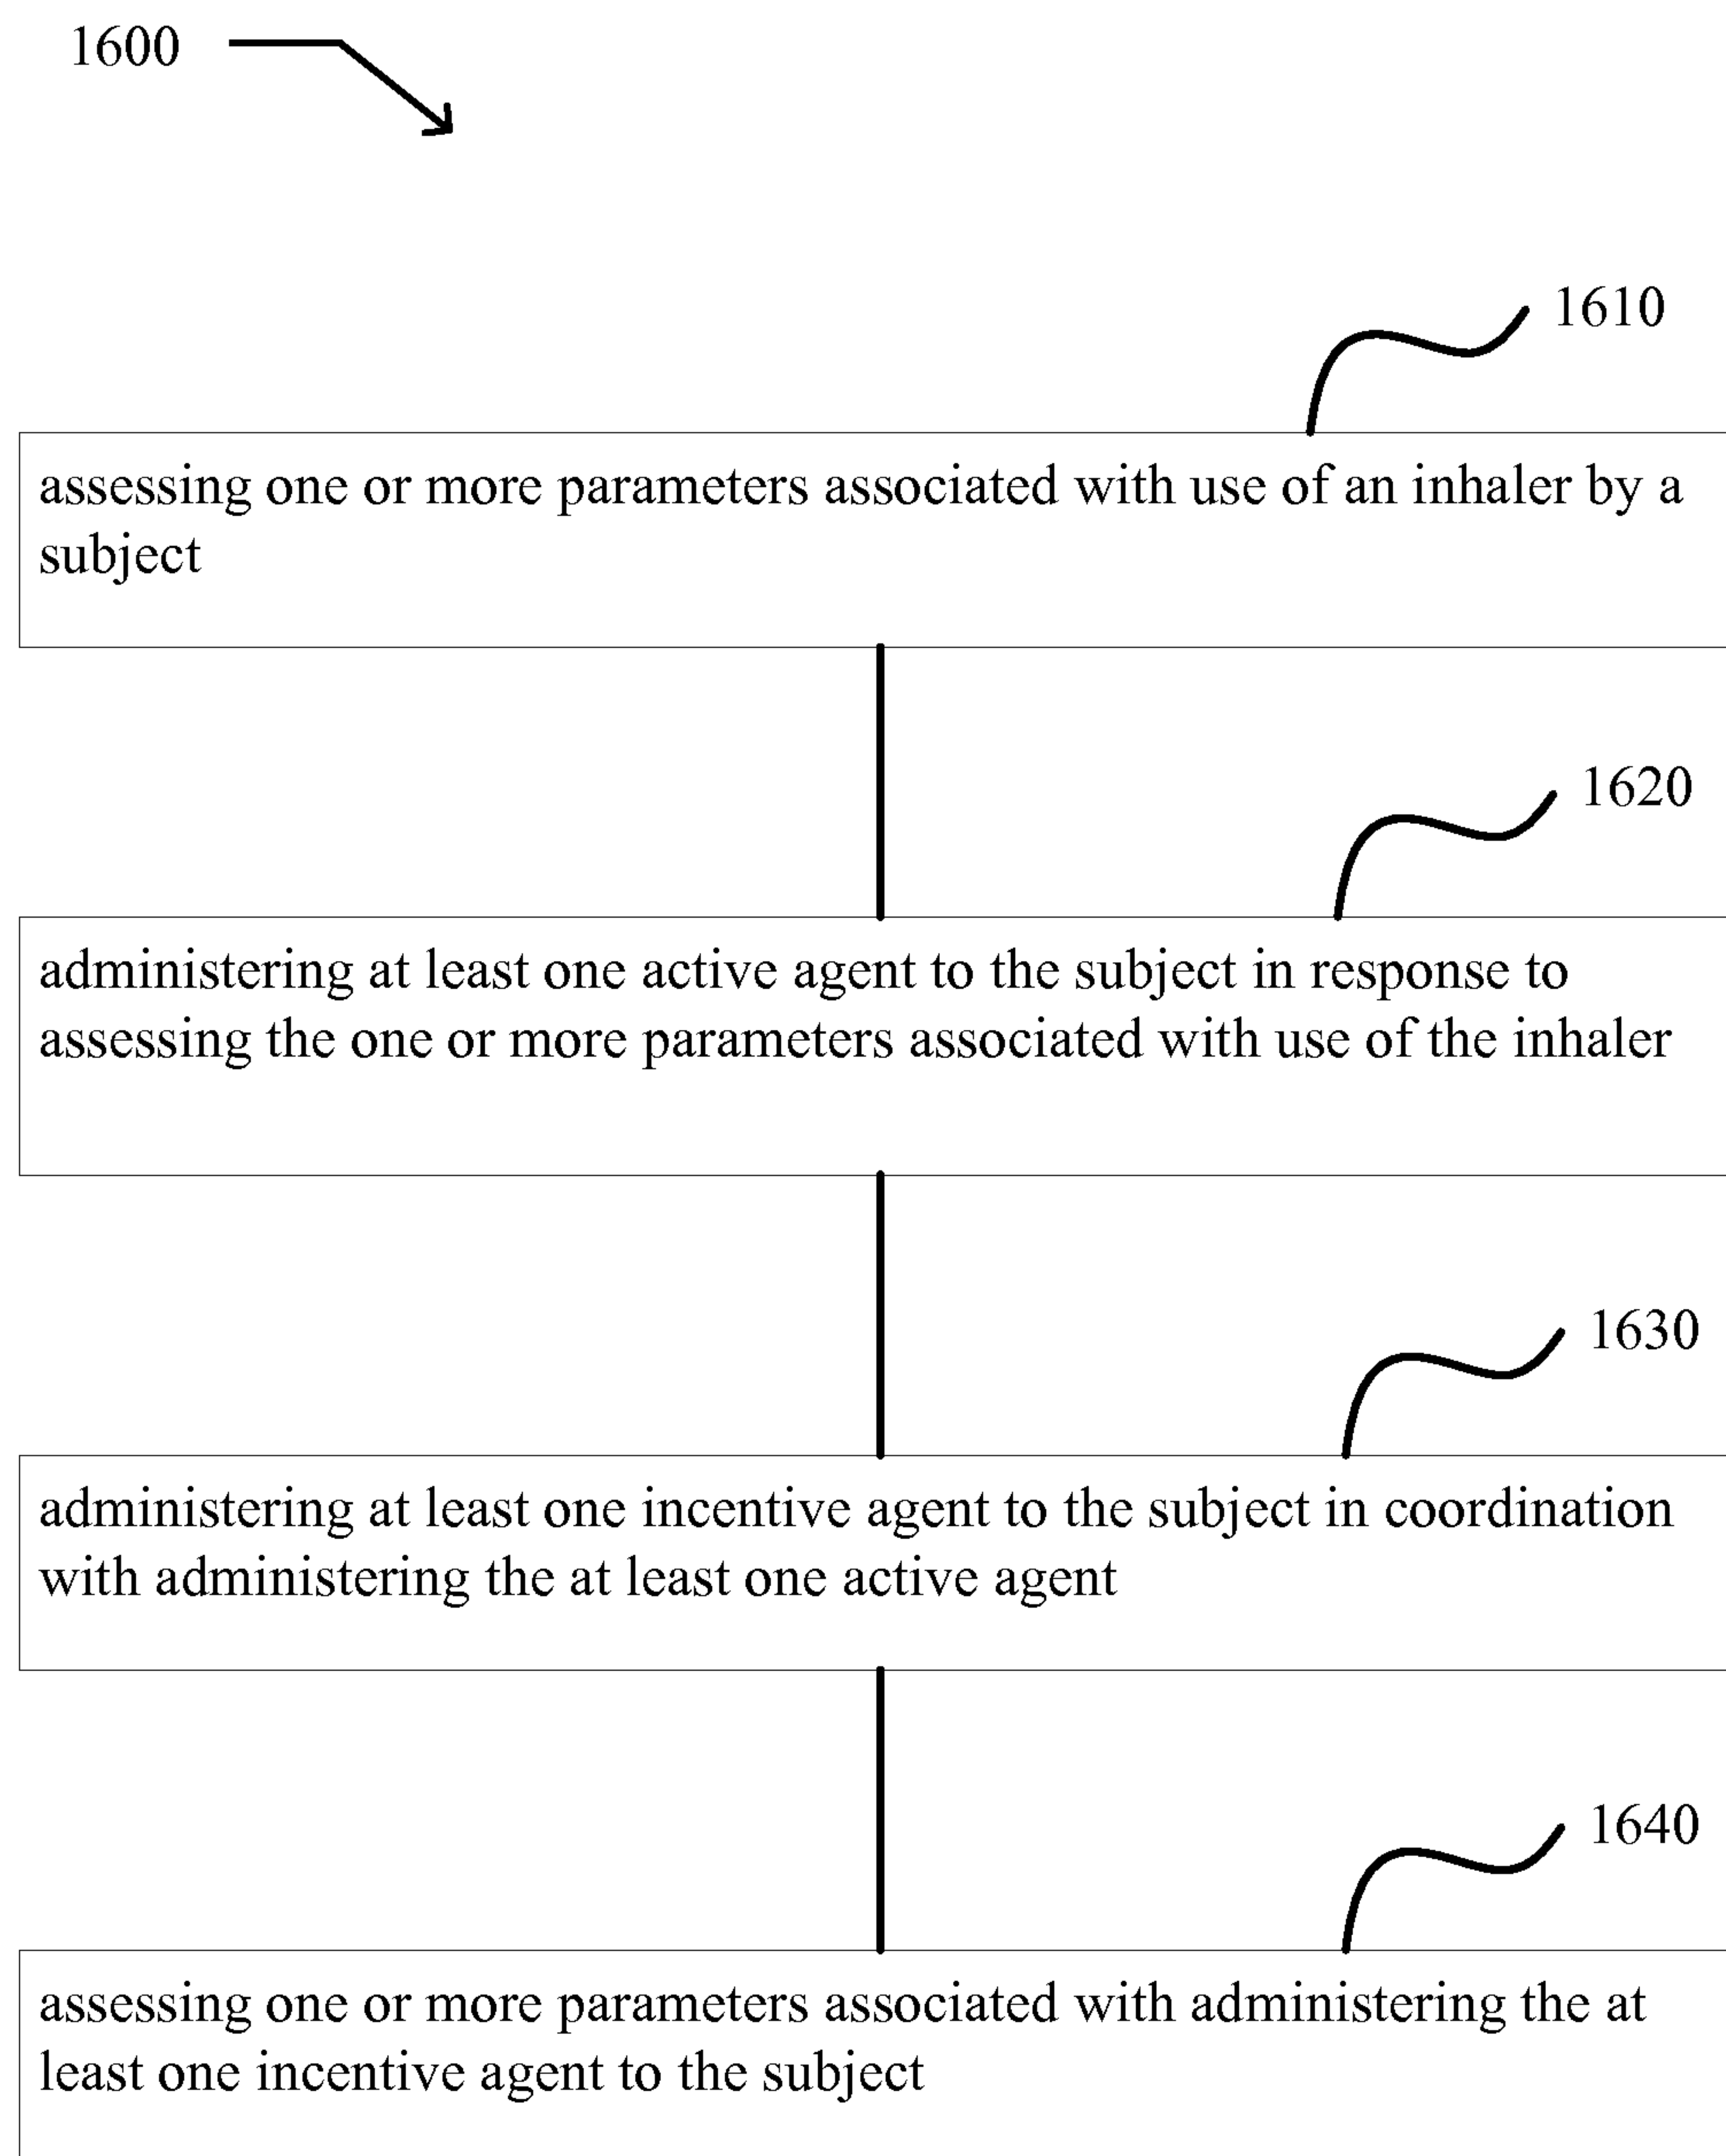 1600
1610
assessing one or more parameters associated with use of an inhaler by a
subject
1620
administering at least one active agent to the subject in response to
assessing the one or more parameters associated with use of the inhaler
1630
administering at least one incentive agent to the subject in coordination
with administering the at least one active agent
1640
assessing one or more parameters associated with administering the at
least one incentive agent to the subject